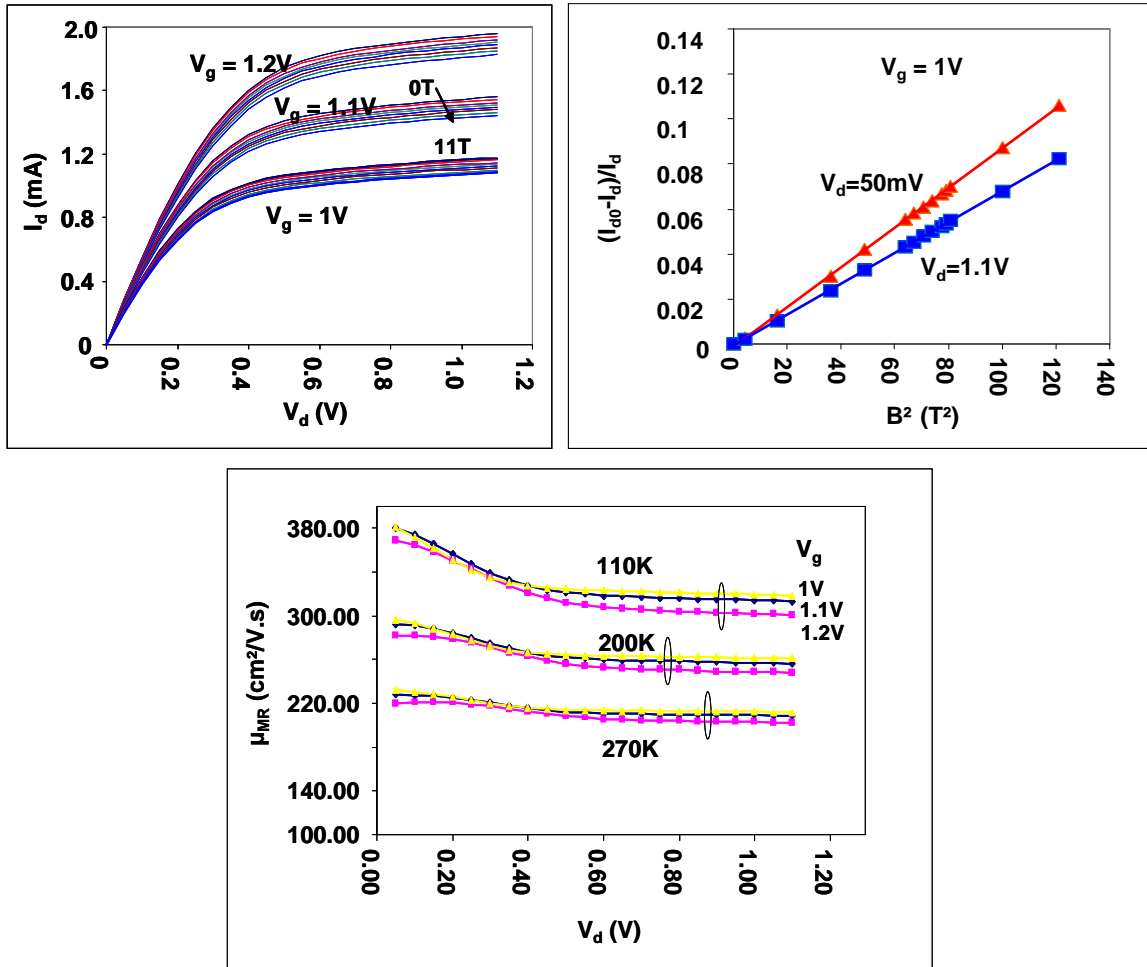 2.0
1.6
1.2
0.8
0.4
0
I_d (mA)
V_g = 1.2V
V_g = 1.1V
0T
11T
V_g = 1V
0
0.2
0.4
0.6
0.8
1.0
1.2
V_d (V)
0.14
0.12
0.1
0.08
0.06
0.04
0.02
0
(I_d0-I_d)/I_d
V_g = 1V
V_d=50mV
V_d=1.1V
0
20
40
60
80
100
120
140
B² (T²)
380.00
300.00
220.00
140.00
100.00
µ_MR (cm²/V.s)
110K
200K
270K
V_g
1V
1.1V
1.2V
0.00
0.20
0.40
0.60
0.80
1.00
1.20
V_d (V)